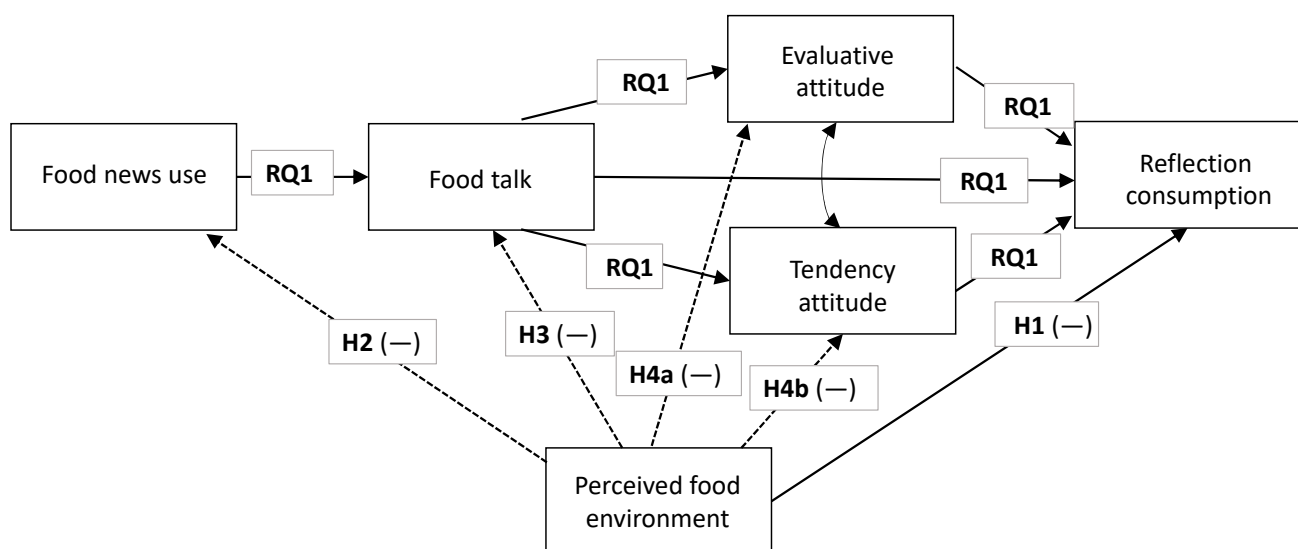 Evaluative
attitude
RQ1
RQ1
Food news use
RQ1
Food talk
RQ1
Reflection
consumption
RQ1
Tendency
attitude
RQ1
H2 (—)
H3 (—)
H4a (—)
H4b (—)
H1 (—)
Perceived food
environment